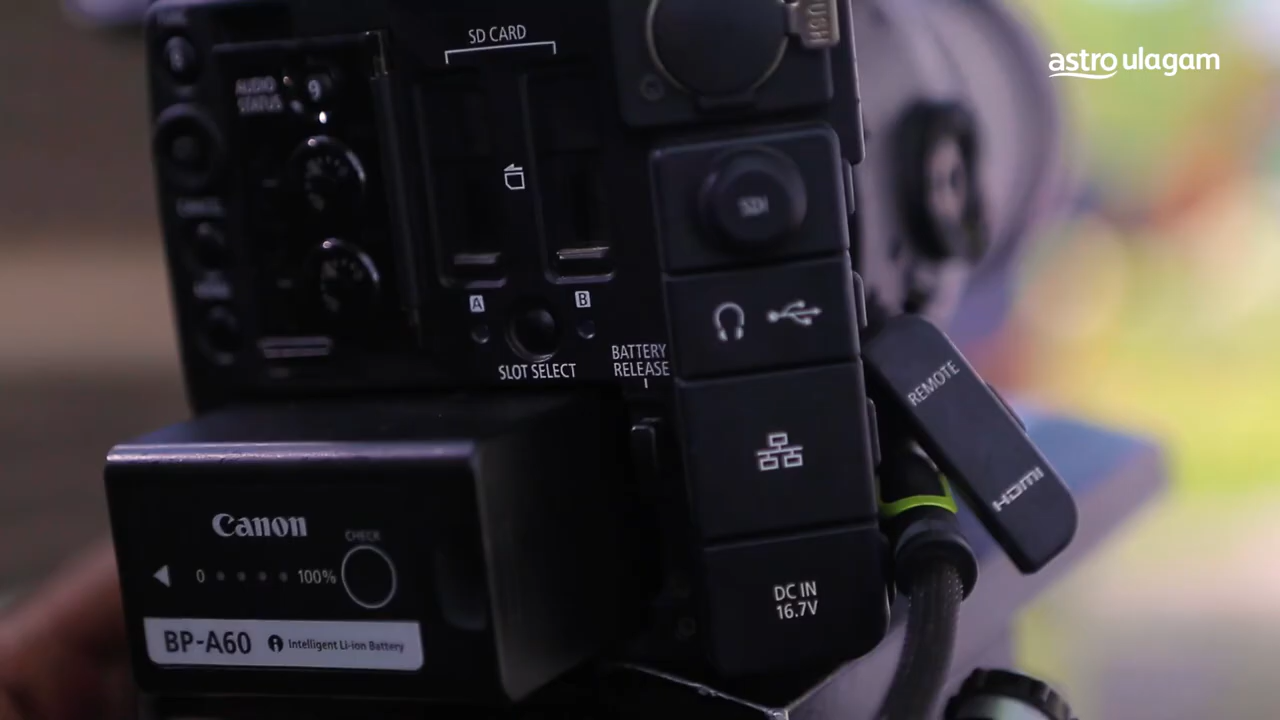 astro ulagam
SD CARD
PUSH
AUDIO
STATUS
SDI
A
B
SLOT SELECT
BATTERY
RELEASE
REMOTE
HDMI
Canon
CHECK
0
100%
BP-A60
Intelligent Li-ion Battery
DC IN
16.7V